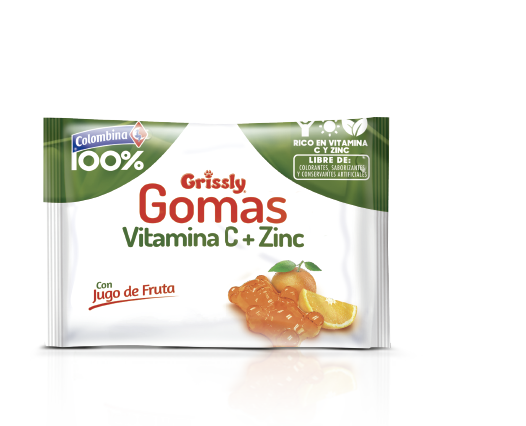 Colombina
100%
RICO EN VITAMINA
C Y ZINC
LIBRE DE:
COLORANTES, SABORIZANTES
Y CONSERVANTES ARTIFICIALES
Grissly
Gomas
Vitamina C + Zinc
Con
Jugo de Fruta